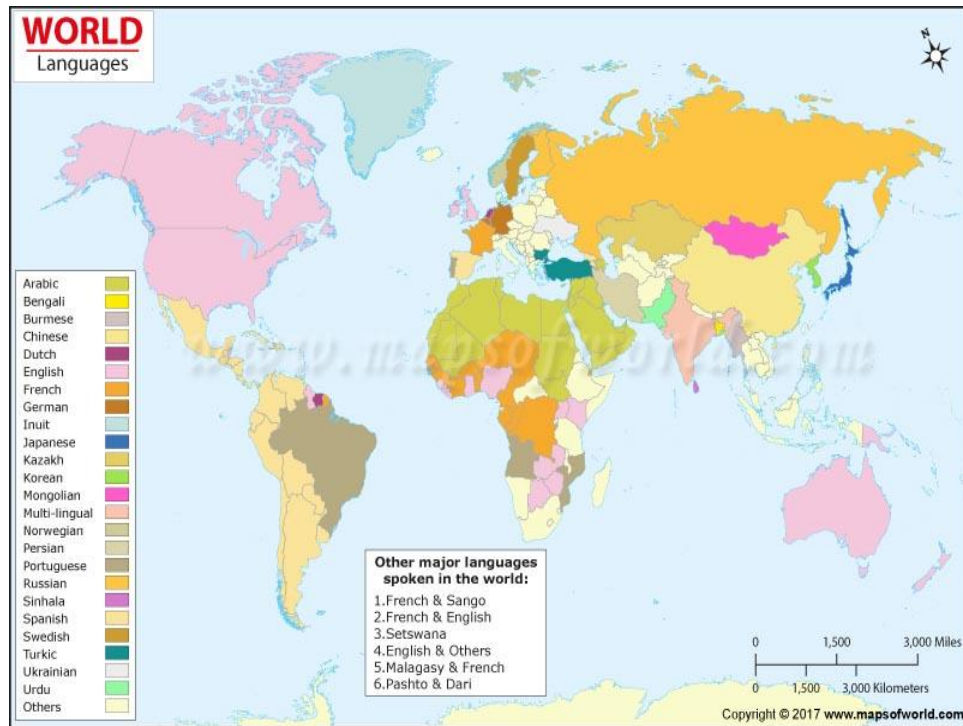 WORLD
Languages
N
www.mapsofworld.com
Arabic
Bengali
Burmese
Chinese
Dutch
English
French
German
Inuit
Japanese
Kazakh
Korean
Mongolian
Multi-lingual
Norwegian
Persian
Portuguese
Russian
Sinhala
Spanish
Swedish
Turkic
Ukrainian
Urdu
Others
Other major languages
spoken in the world:
1.French & Sango
2.French & English
3.Setswana
4.English & Others
5.Malagasy & French
6.Pashto & Dari
0 1,500 3,000 Miles
0 1,500 3,000 Kilometers
Copyright © 2017 www.mapsofworld.com